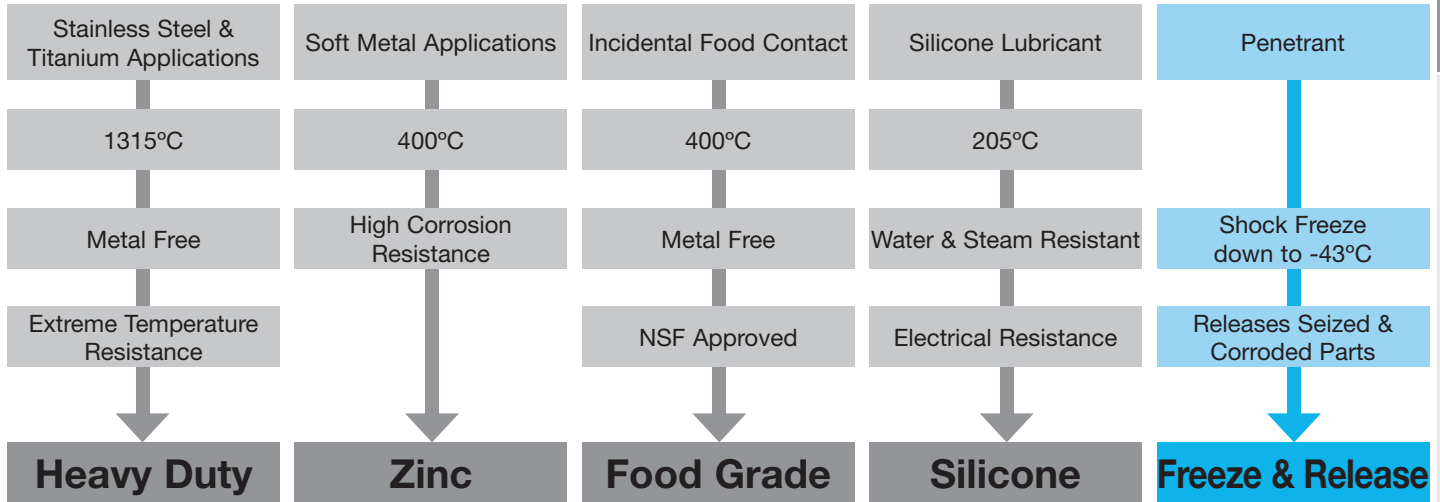 Stainless Steel &
Titanium Applications
1315ºC
Metal Free
Extreme Temperature
Resistance
Heavy Duty
Soft Metal Applications
400ºC
High Corrosion
Resistance
Zinc
Incidental Food Contact
400ºC
Metal Free
NSF Approved
Food Grade
Silicone Lubricant
205ºC
Water & Steam Resistant
Electrical Resistance
Silicone
Penetrant
Shock Freeze
down to -43ºC
Releases Seized &
Corroded Parts
Freeze & Release